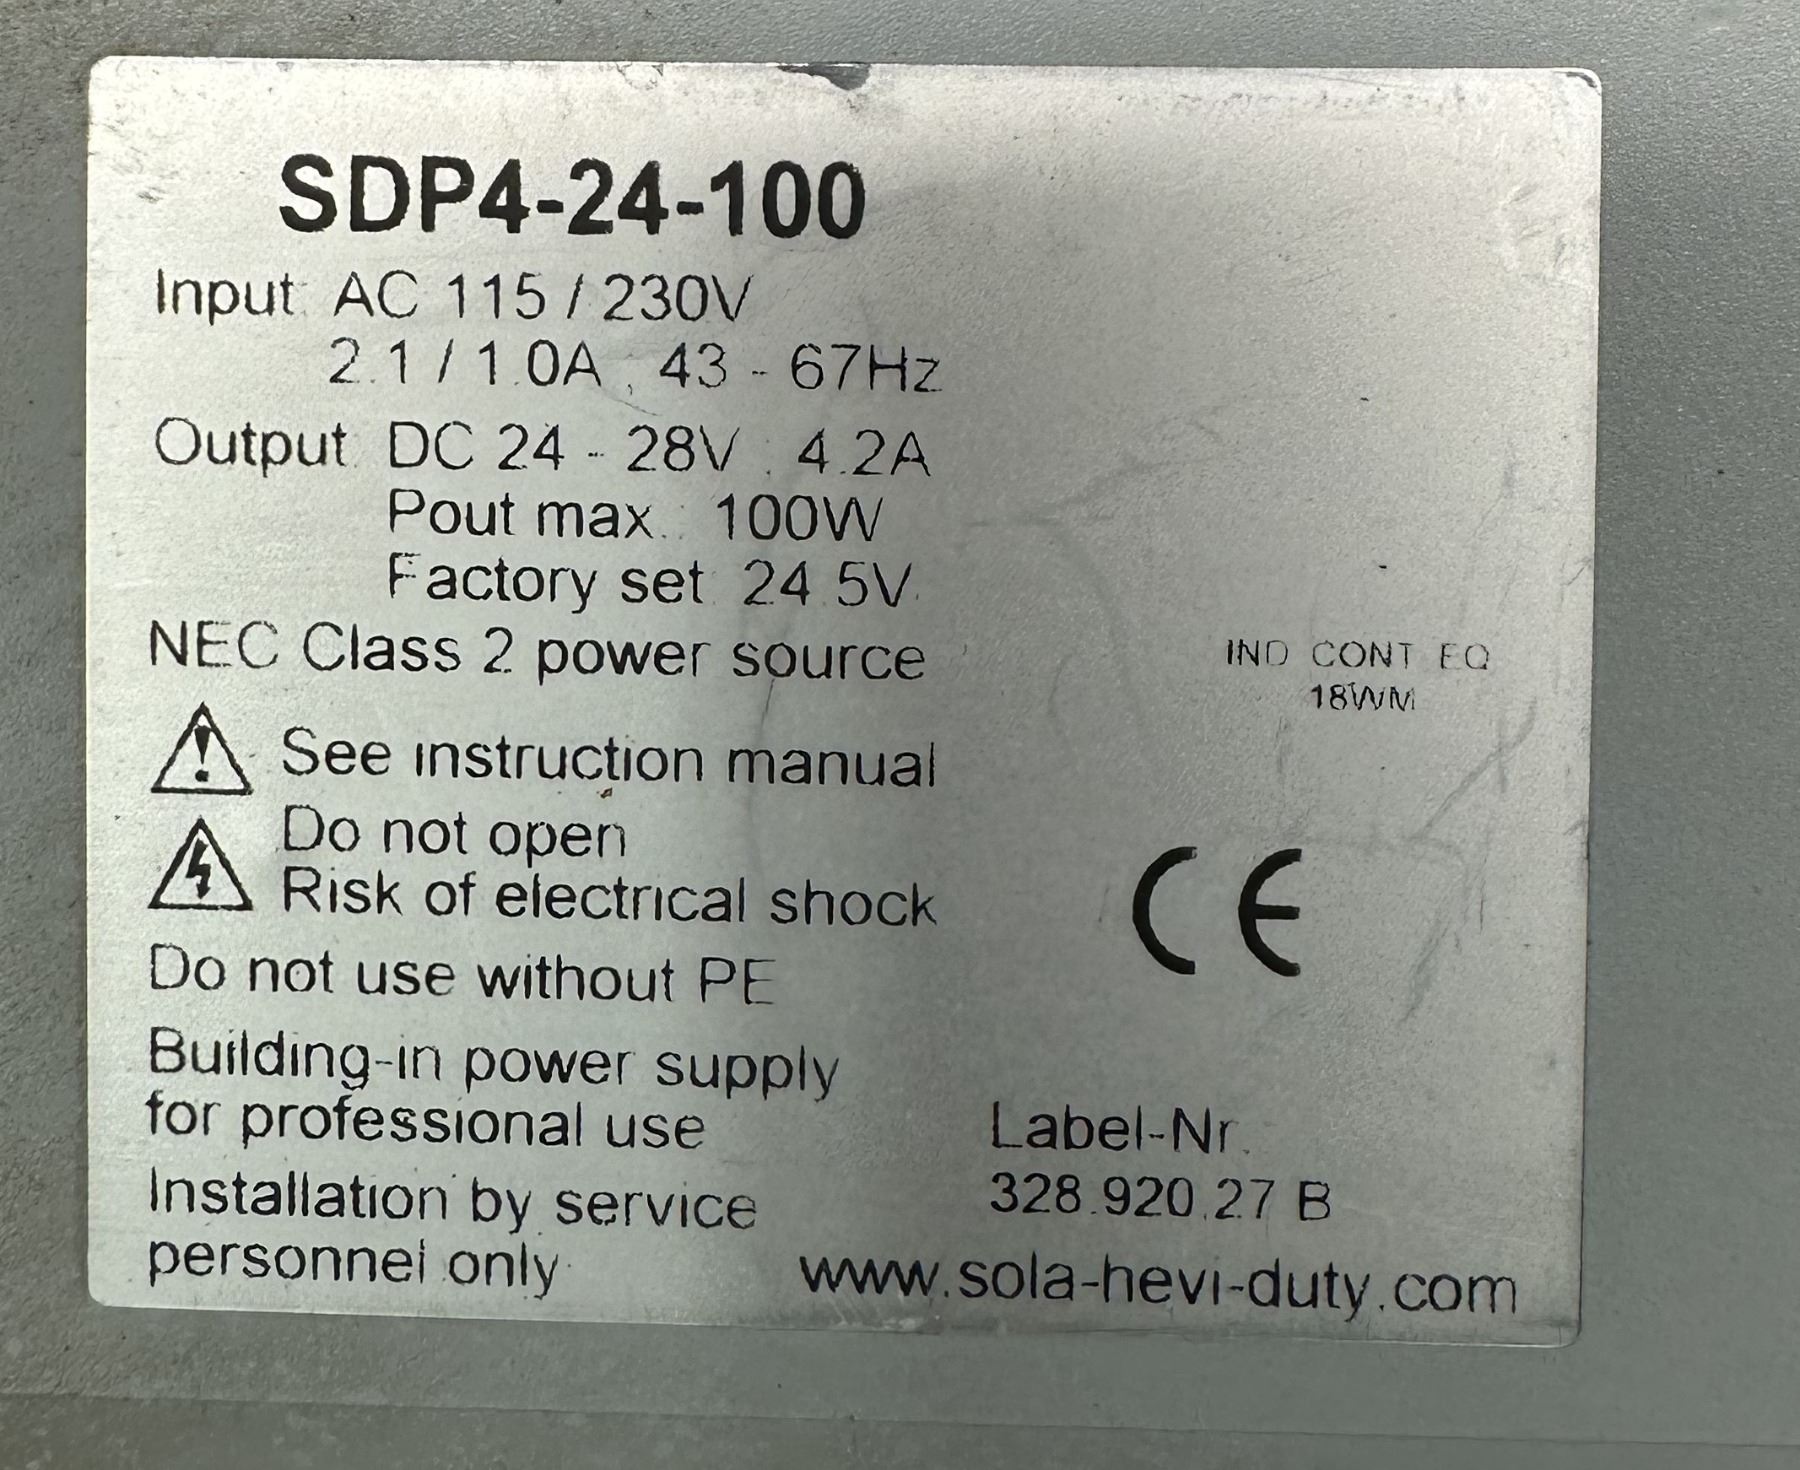 SDP4-24-100
Input: AC 115 / 230V
2.1 / 1.0A, 43 - 67Hz
Output: DC 24 - 28V, 4.2A
Pout max.: 100W
Factory set: 24.5V
NEC Class 2 power source
IND CONT EQ
18WM
See instruction manual
Do not open
Risk of electrical shock
CE
Do not use without PE
Building-in power supply
for professional use
Installation by service
personnel only
Label-Nr.
328.920.27 B
www.sola-hevi-duty.com